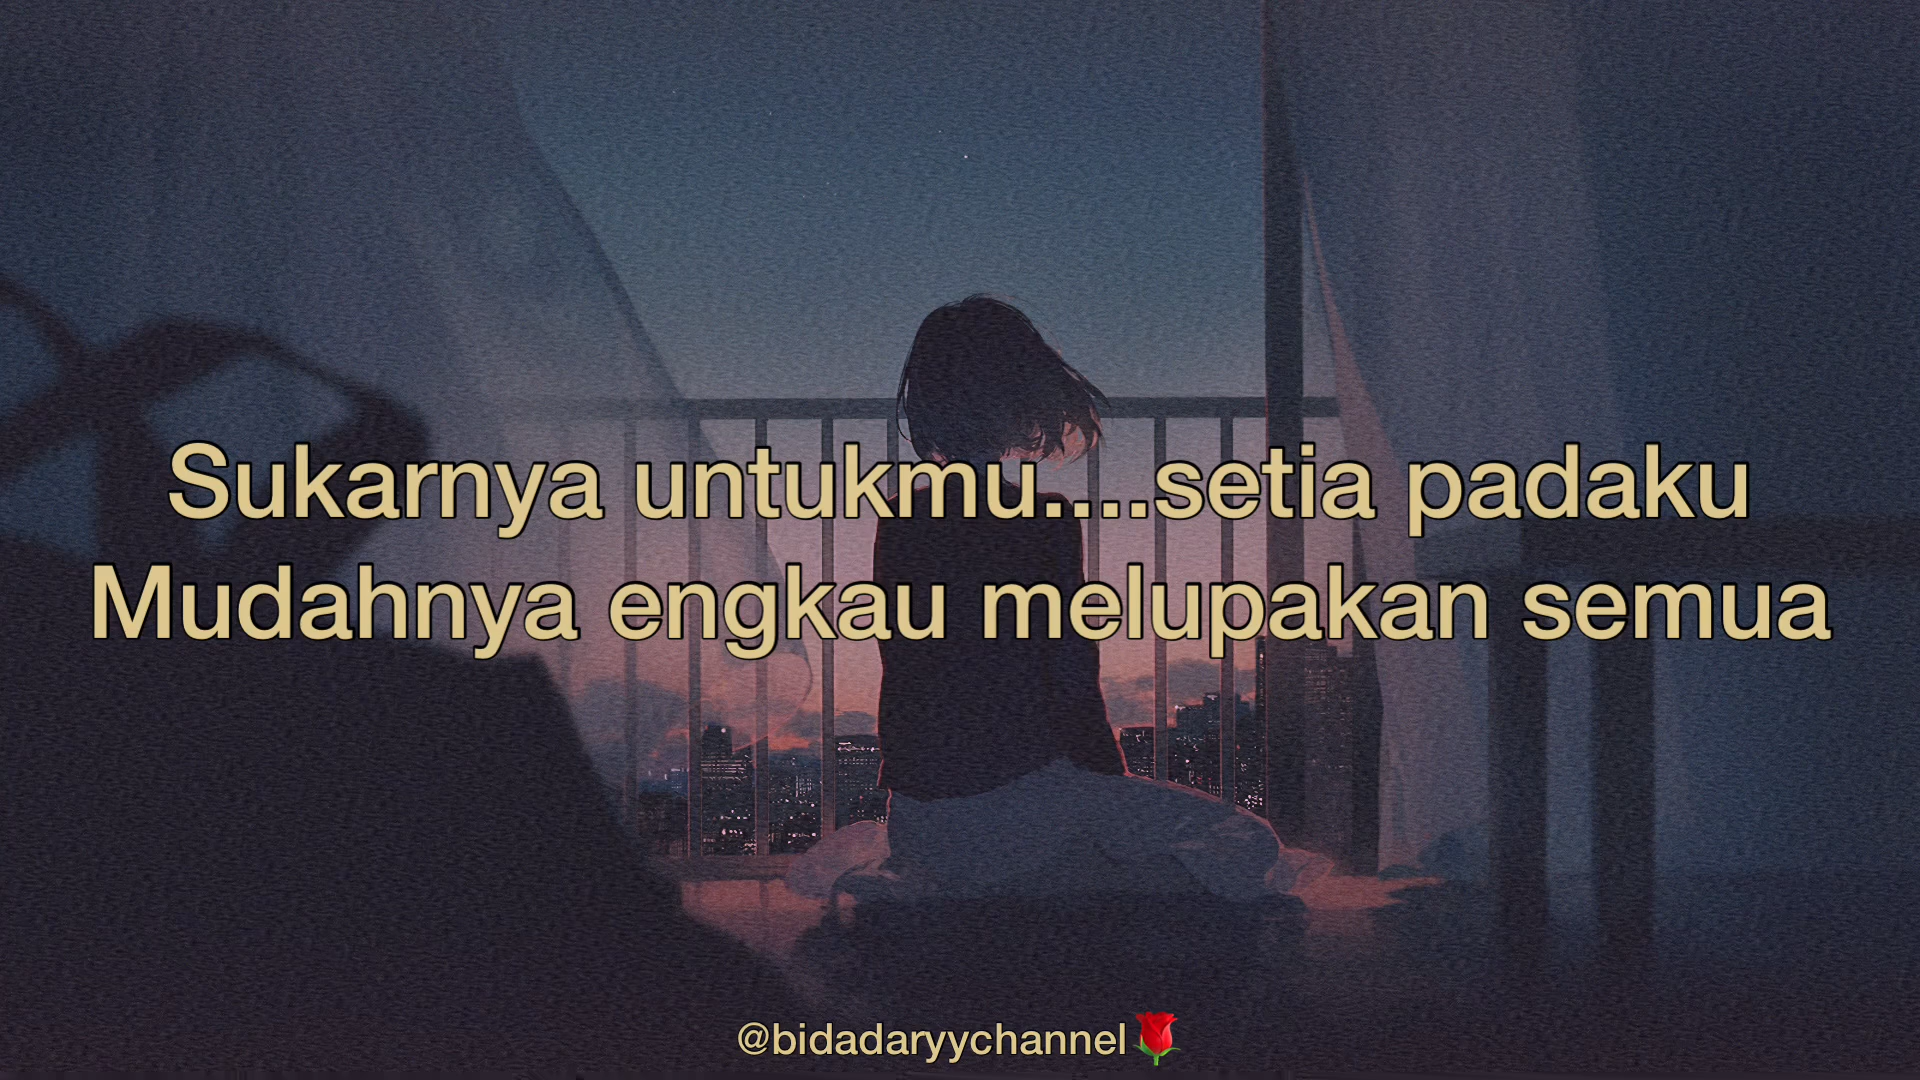 Sukarnya untukmu....setia padaku
Mudahnya engkau melupakan semua
@bidadaryychannel🌹